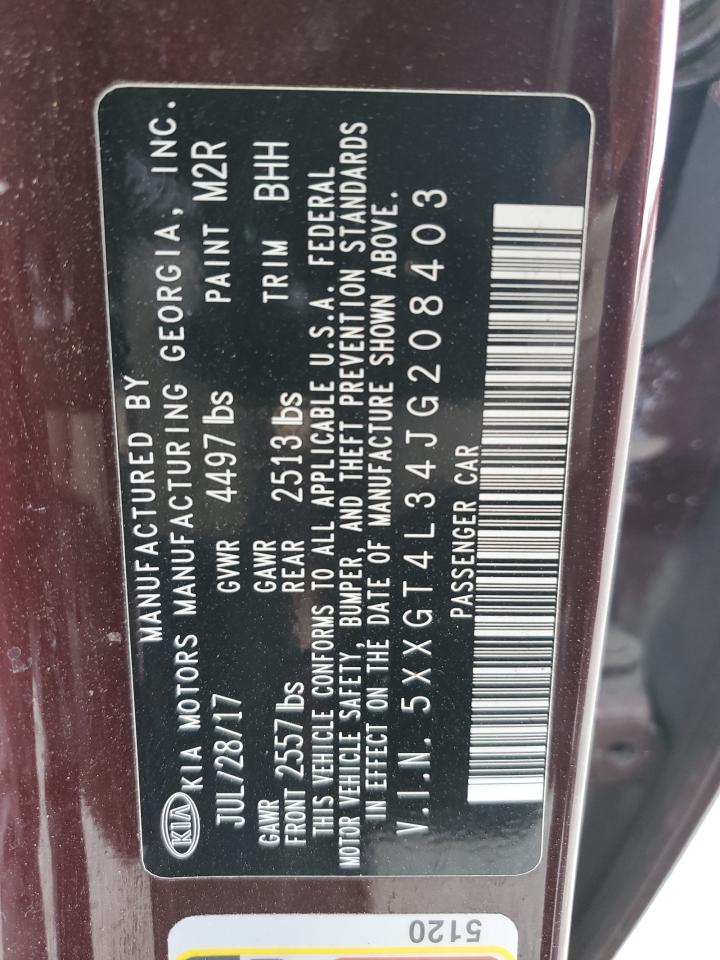 MANUFACTURED BY
KIA KIA MOTORS MANUFACTURING GEORGIA, INC.
JUL/28/17 GVWR 4497 lbs PAINT M2R
GAWR GAWR
FRONT 2557 lbs REAR 2513 lbs TRIM BHH
THIS VEHICLE CONFORMS TO ALL APPLICABLE U.S.A. FEDERAL
MOTOR VEHICLE SAFETY, BUMPER, AND THEFT PREVENTION STANDARDS
IN EFFECT ON THE DATE OF MANUFACTURE SHOWN ABOVE.
V.I.N. 5XXGT4L34JG208403
PASSENGER CAR
5120